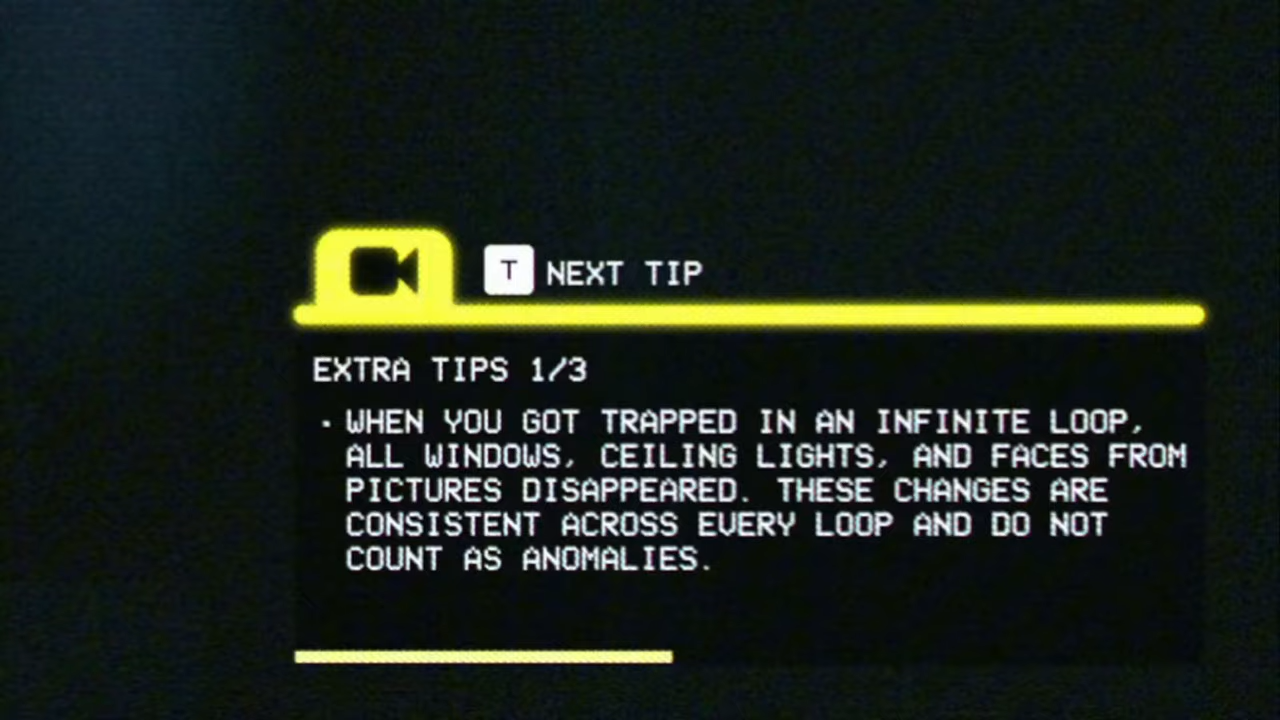 T NEXT TIP
EXTRA TIPS 1/3
· WHEN YOU GOT TRAPPED IN AN INFINITE LOOP,
ALL WINDOWS, CEILING LIGHTS, AND FACES FROM
PICTURES DISAPPEARED. THESE CHANGES ARE
CONSISTENT ACROSS EVERY LOOP AND DO NOT
COUNT AS ANOMALIES.